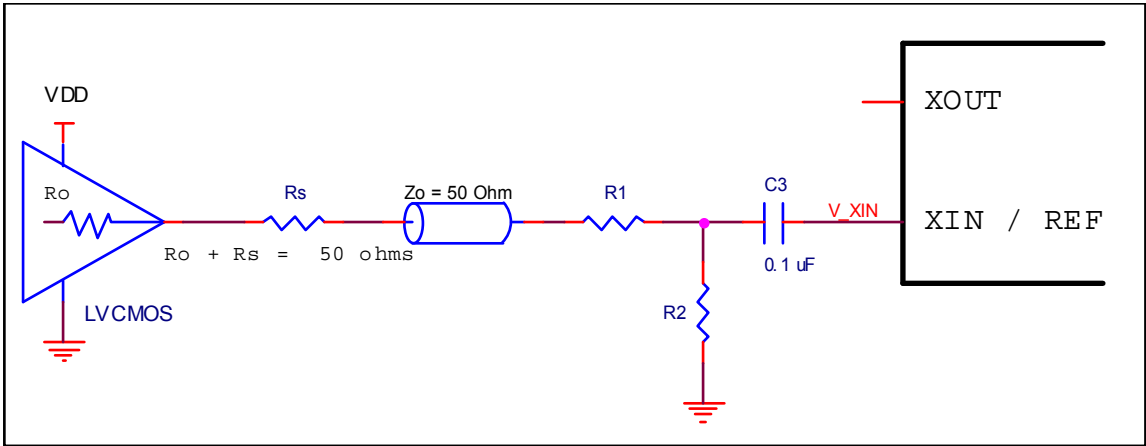 VDD
XOUT
Ro
Rs
Zo = 50 Ohm
R1
C3
V_XIN
XIN / REF
Ro + Rs = 50 ohms
0.1 uF
LVCMOS
R2